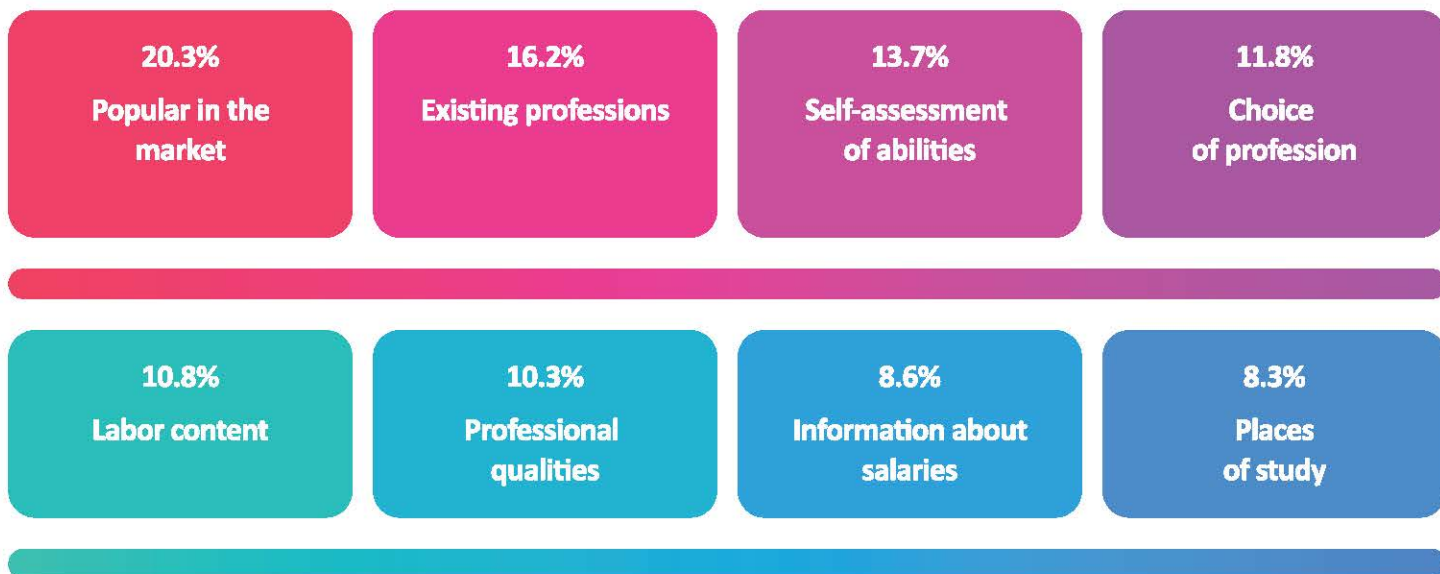 20.3%
Popular in the
market
16.2%
Existing professions
13.7%
Self-assessment
of abilities
11.8%
Choice
of profession
10.8%
Labor content
10.3%
Professional
qualities
8.6%
Information about
salaries
8.3%
Places
of study